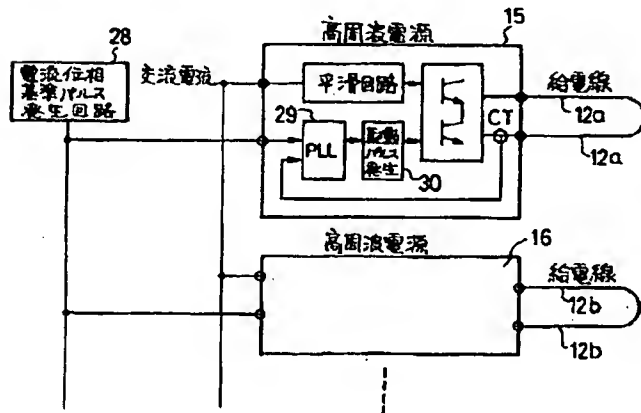 28
電流位相
基準パルス
発生回路
交流電流
高周波電源
15
平滑回路
29
PLL
駆動
パルス
発生
30
CT
給電線
12a
12a
高周波電源
16
給電線
12b
12b